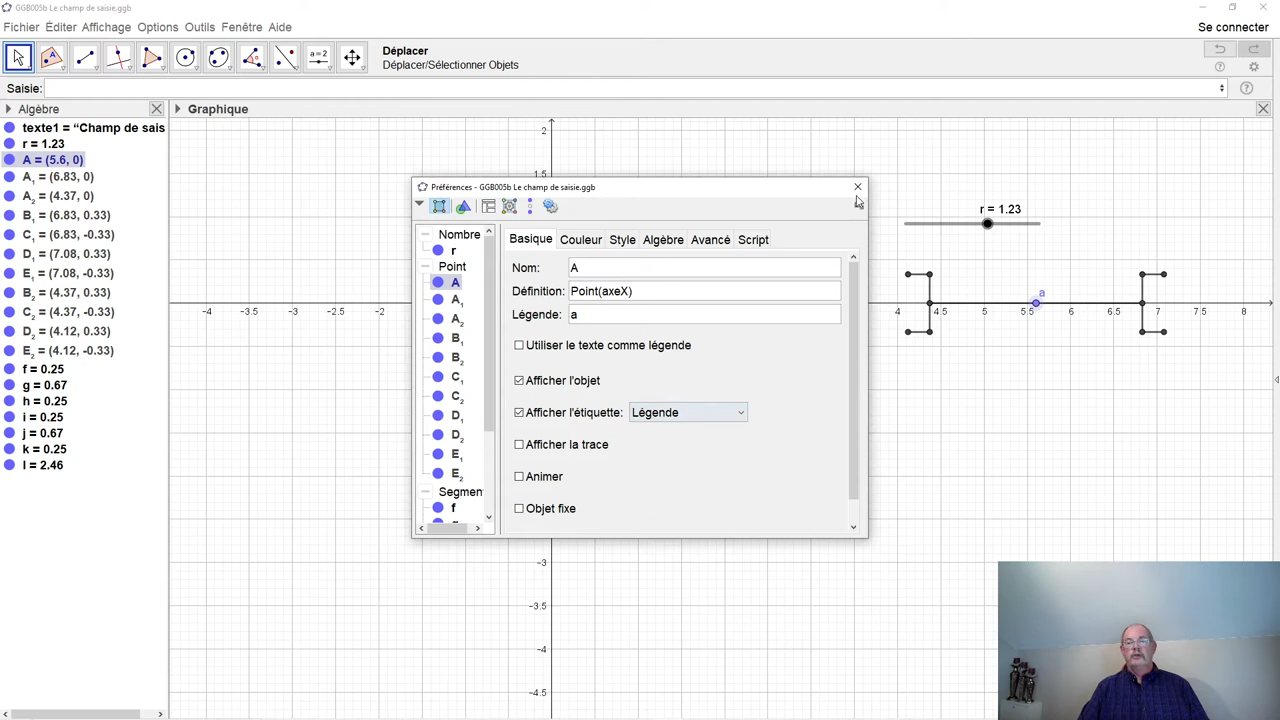 GGB005b Le champ de saisie.ggb
Fichier Éditer Affichage Options Outils Fenêtre Aide
Se connecter
A
a=2
Déplacer
Déplacer/Sélectionner Objets
Saisie:
Algèbre
Graphique
texte1 = “Champ de sais
r = 1.23
A = (5.6, 0)
A1 = (6.83, 0)
A2 = (4.37, 0)
B1 = (6.83, 0.33)
C1 = (6.83, -0.33)
D1 = (7.08, 0.33)
E1 = (7.08, -0.33)
B2 = (4.37, 0.33)
C2 = (4.37, -0.33)
D2 = (4.12, 0.33)
E2 = (4.12, -0.33)
f = 0.25
g = 0.67
h = 0.25
i = 0.25
j = 0.67
k = 0.25
l = 2.46
2
1.5
-4 -3.5 -3 -2.5 -2
4 4.5 5 5.5 6 6.5 7 7.5 8
-3
-3.5
-4
-4.5
r = 1.23
a
Préférences - GGB005b Le champ de saisie.ggb
Nombre
r
Point
A
A1
A2
B1
B2
C1
C2
D1
D2
E1
E2
Segmen
f
Basique Couleur Style Algèbre Avancé Script
Nom: A
Définition: Point(axeX)
Légende: a
Utiliser le texte comme légende
Afficher l'objet
Afficher l'étiquette: Légende
Afficher la trace
Animer
Objet fixe